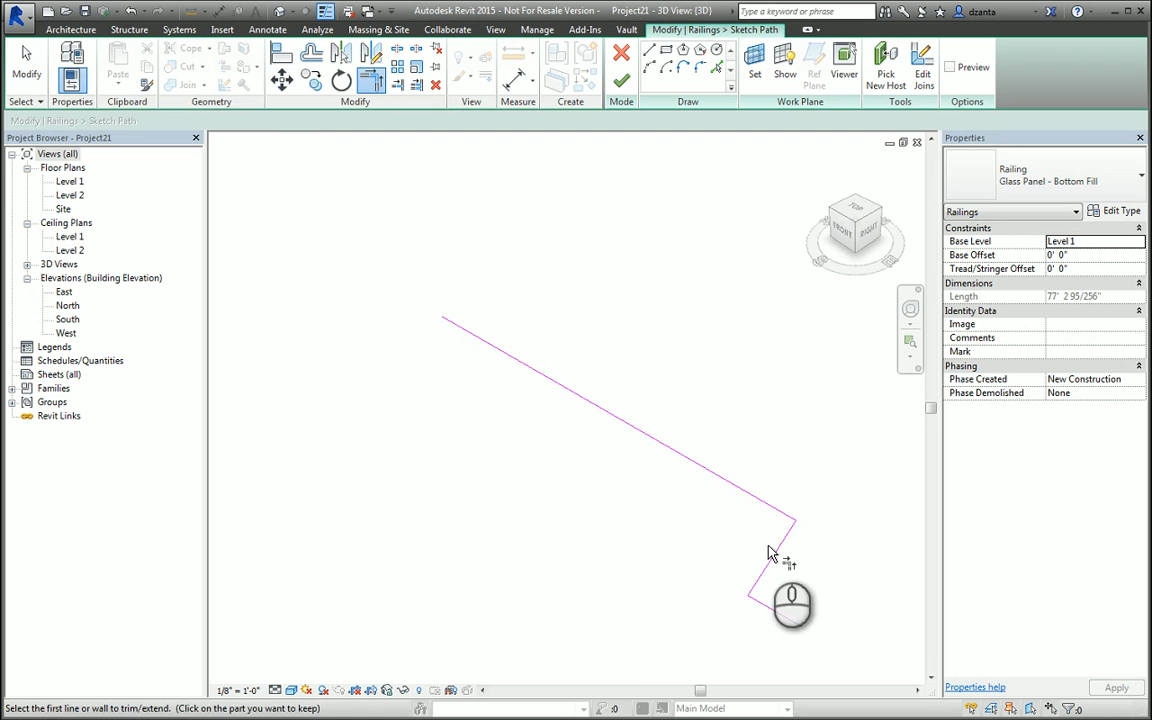 Autodesk Revit 2015 - Not For Resale Version - Project21 - 3D View: {3D}
Type a keyword or phrase
dzanta
Architecture Structure Systems Insert Annotate Analyze Massing & Site Collaborate View Manage Add-Ins Vault Modify | Railings > Sketch Path
Modify
Paste
Cope
Cut
Join
Set Show Ref Plane Viewer
Pick New Host
Edit Joins
Preview
Select Properties Clipboard Geometry Modify View Measure Create Mode Draw Work Plane Tools Options
Modify | Railings > Sketch Path
Project Browser - Project21
Views (all)
Floor Plans
Level 1
Level 2
Site
Ceiling Plans
Level 1
Level 2
3D Views
Elevations (Building Elevation)
East
North
South
West
Legends
Schedules/Quantities
Sheets (all)
Families
Groups
Revit Links
TOP
FRONT RIGHT
Properties
Railing
Glass Panel - Bottom Fill
Railings Edit Type
Constraints
Base Level Level 1
Base Offset 0' 0"
Tread/Stringer Offset 0' 0"
Dimensions
Length 77' 2 95/256"
Identity Data
Image
Comments
Mark
Phasing
Phase Created New Construction
Phase Demolished None
Properties help Apply
1/8" = 1'-0"
Select the first line or wall to trim/extend. (Click on the part you want to keep) :0 Main Model :0